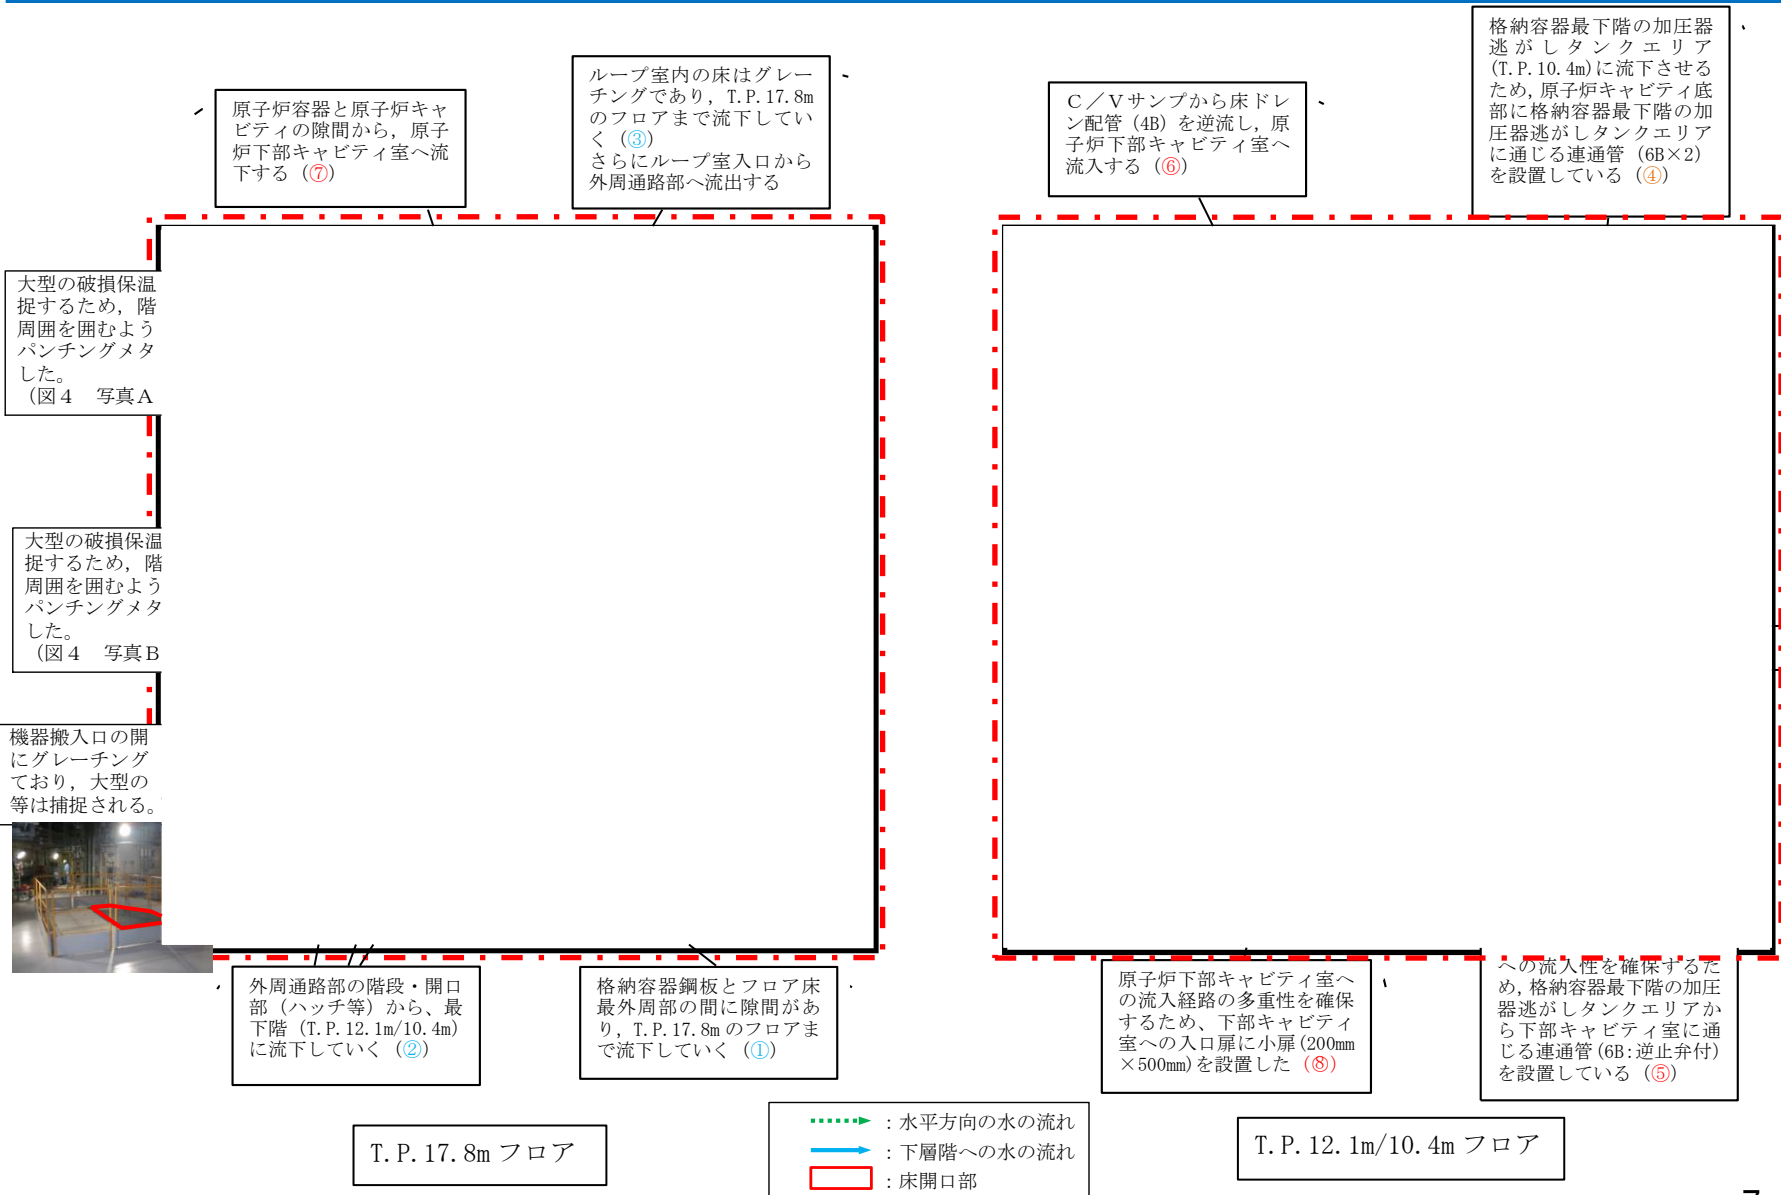 原子炉容器と原子炉キャ
ビティの隙間から，原子
炉下部キャビティ室へ流
下する（⑦）
ループ室内の床はグレー
チングであり，T.P.17.8m
のフロアまで流下してい
く（③）
さらにループ室入口から
外周通路部へ流出する
C／Vサンプから床ドレ
ン配管（4B）を逆流し，原
子炉下部キャビティ室へ
流入する（⑥）
格納容器最下階の加圧器
逃がしタンクエリア
(T.P.10.4m)に流下させる
ため，原子炉キャビティ底
部に格納容器最下階の加
圧器逃がしタンクエリア
に通じる連通管（6B×2）
を設置している（④）
大型の破損保温
捉するため，階
周囲を囲むよう
パンチングメタ
した。
（図４　写真Ａ
大型の破損保温
捉するため，階
周囲を囲むよう
パンチングメタ
した。
（図４　写真Ｂ
機器搬入口の開
にグレーチング
ており，大型の
等は捕捉される。
外周通路部の階段・開口
部（ハッチ等）から、最
下階（T.P.12.1m/10.4m）
に流下していく（②）
格納容器鋼板とフロア床
最外周部の間に隙間があ
り，T.P.17.8mのフロアま
で流下していく（①）
原子炉下部キャビティ室へ
の流入経路の多重性を確保
するため、下部キャビティ
室への入口扉に小扉(200mm
×500mm)を設置した（⑧）
への流入性を確保するた
め，格納容器最下階の加圧
器逃がしタンクエリアか
ら下部キャビティ室に通
じる連通管(6B:逆止弁付)
を設置している（⑤）
T.P.17.8mフロア
：水平方向の水の流れ
：下層階への水の流れ
：床開口部
T.P.12.1m/10.4mフロア